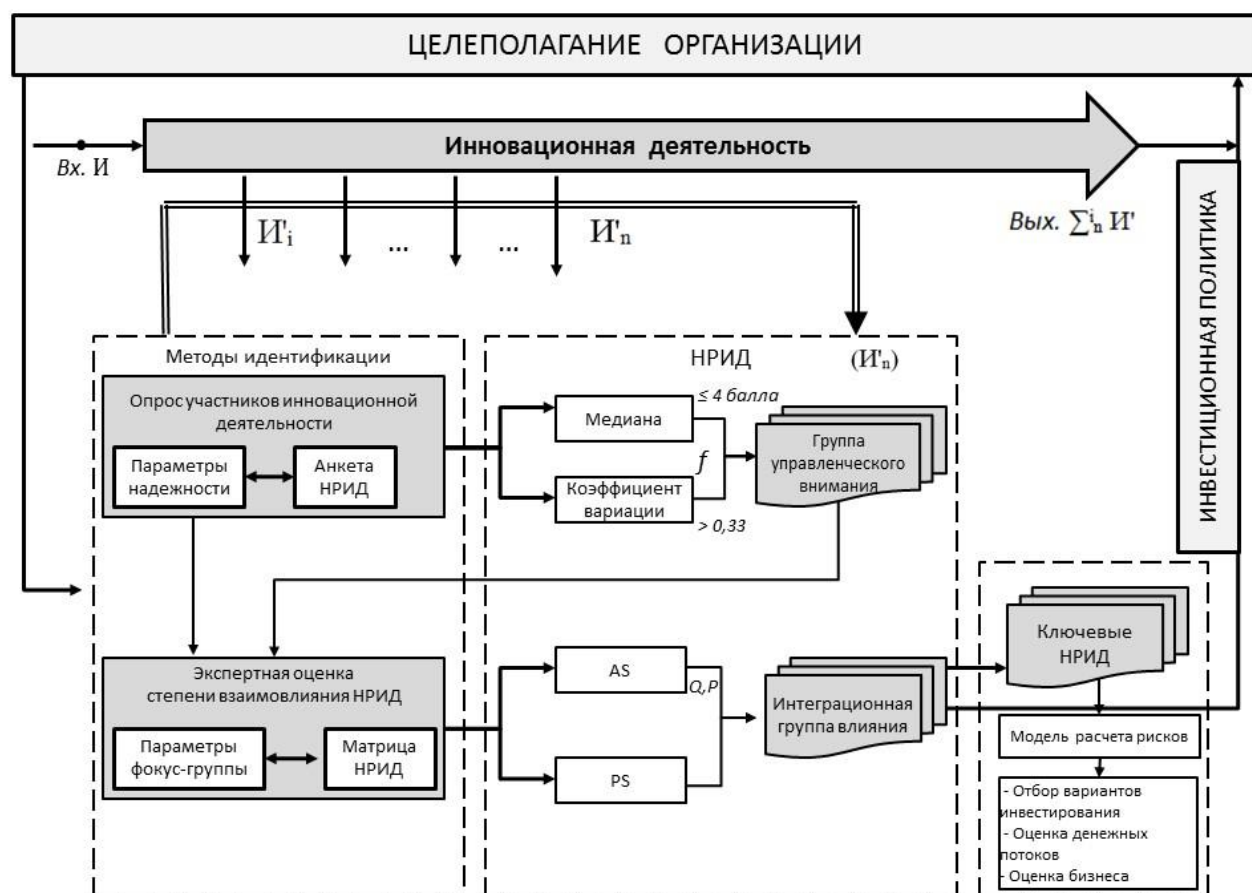 ЦЕЛЕПОЛАГАНИЕ ОРГАНИЗАЦИИ
Инновационная деятельность
Вх. И
И'i
...
...
И'n
Вых. ∑ⁱₙ И'
ИНВЕСТИЦИОННАЯ ПОЛИТИКА
Методы идентификации
Опрос участников инновационной
деятельности
Параметры
надежности
Анкета
НРИД
НРИД
(И'n)
≤ 4 балла
Медиана
f
Коэффициент
вариации
> 0,33
Группа
управленческого
внимания
Экспертная оценка
степени взаимовлияния НРИД
Параметры
фокус-группы
Матрица
НРИД
AS
Q,P
PS
Интеграционная
группа влияния
Ключевые
НРИД
Модель расчета рисков
- Отбор вариантов
инвестирования
- Оценка денежных
потоков
- Оценка бизнеса